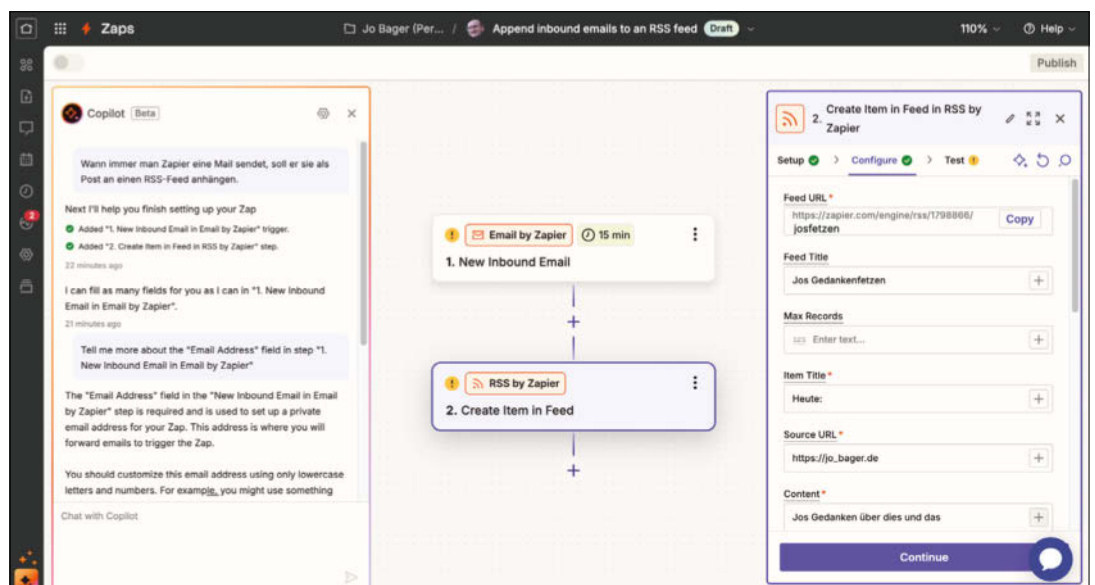 Zaps
Jo Bager (Per... / Append inbound emails to an RSS feed Draft
110%
Help
Publish
2
Copilot Beta
Wann immer man Zapier eine Mail sendet, soll er sie als
Post an einen RSS-Feed anhängen.
Next I'll help you finish setting up your Zap
Added "1. New Inbound Email in Email by Zapier" trigger.
Added "2. Create Item in Feed in RSS by Zapier" step.
22 minutes ago
I can fill as many fields for you as I can in "1. New Inbound
Email in Email by Zapier".
21 minutes ago
Tell me more about the "Email Address" field in step "1.
New Inbound Email in Email by Zapier"
The "Email Address" field in the "New Inbound Email in Email
by Zapier" step is required and is used to set up a private
email address for your Zap. This address is where you will
forward emails to trigger the Zap.
You should customize this email address using only lowercase
letters and numbers. For example, you might use something
Chat with Copilot
Email by Zapier 15 min
1. New Inbound Email
RSS by Zapier
2. Create Item in Feed
2. Create Item in Feed in RSS by
Zapier
Setup > Configure > Test
Feed URL*
https://zapier.com/engine/rss/1798866/
josfetzen
Copy
Feed Title
Jos Gedankenfetzen
Max Records
123 Enter text...
Item Title*
Heute:
Source URL*
https://jo_bager.de
Content*
Jos Gedanken über dies und das
Continue